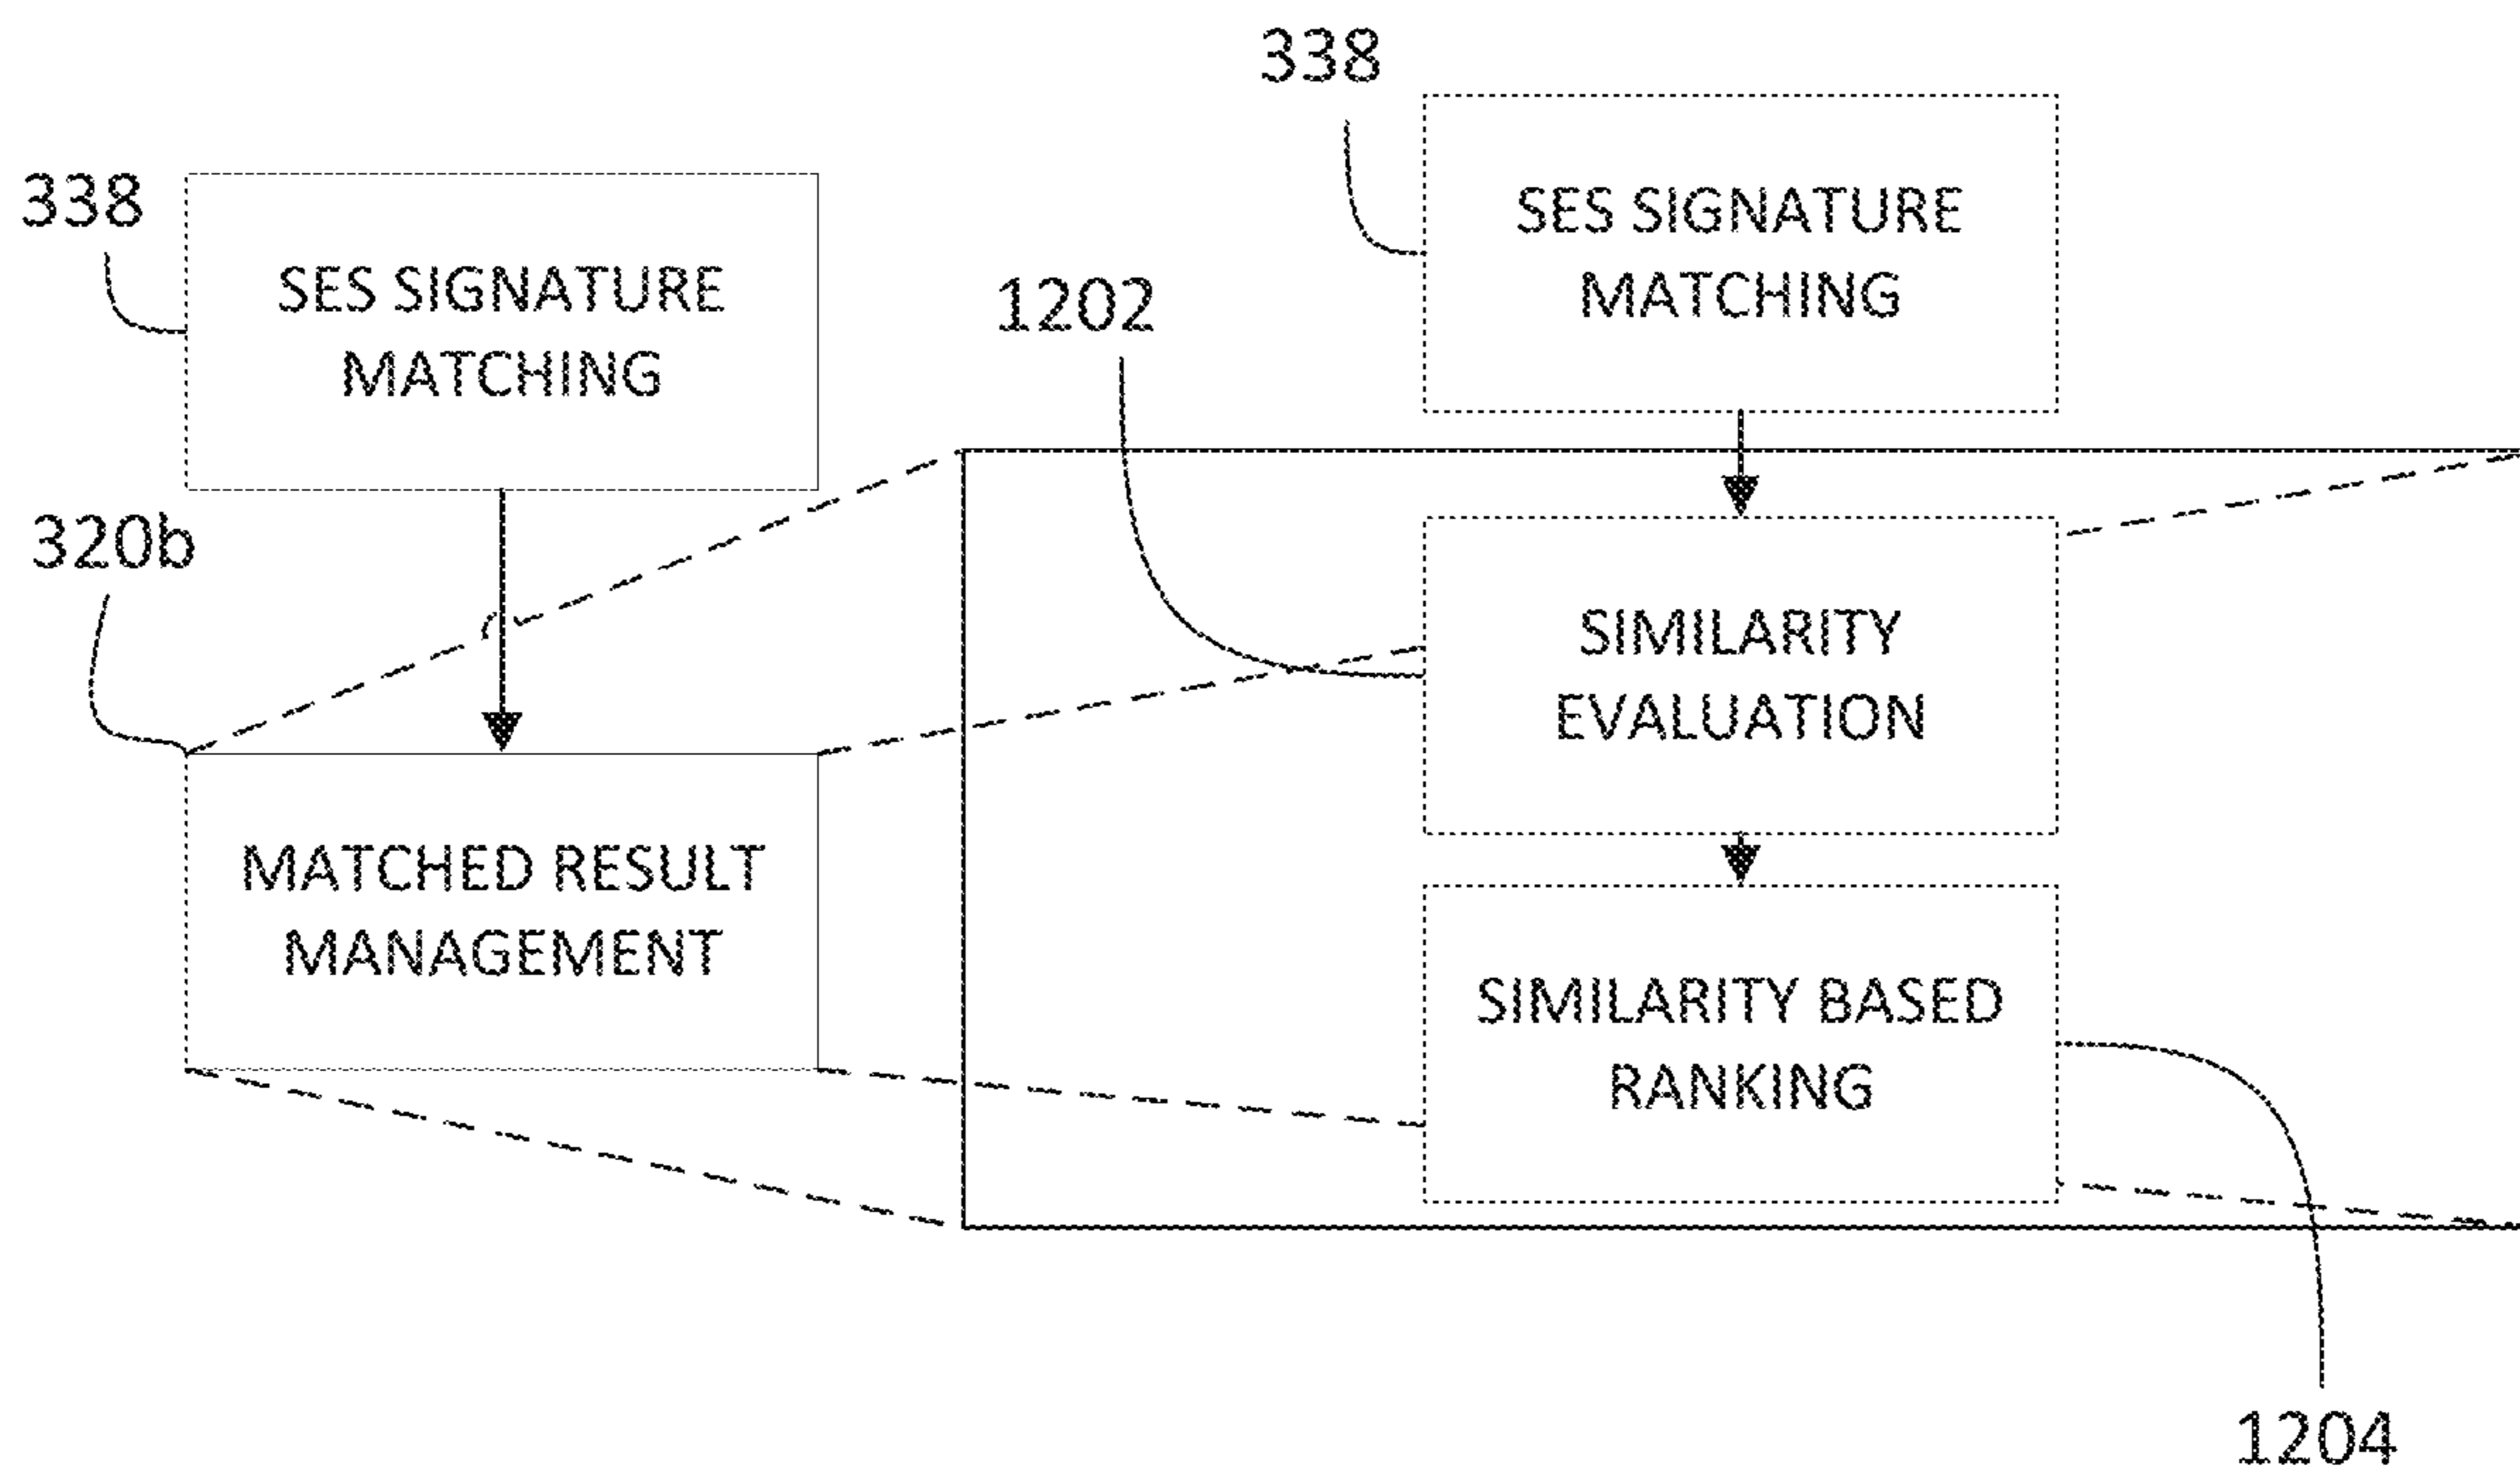 338
SES SIGNATURE
MATCHING
320b
MATCHED RESULT
MANAGEMENT
338
SES SIGNATURE
MATCHING
1202
SIMILARITY
EVALUATION
SIMILARITY BASED
RANKING
1204